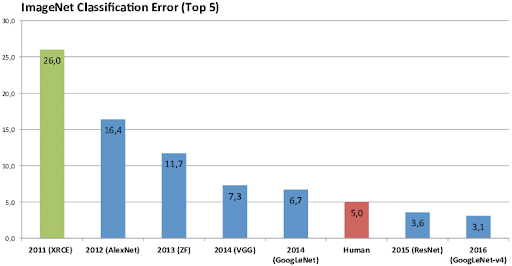 ImageNet Classification Error (Top 5)
30,0
25,0
20,0
15,0
10,0
5,0
0,0
26,0
16,4
11,7
7,3
6,7
5,0
3,6
3,1
2011 (XRCE)
2012 (AlexNet)
2013 (ZF)
2014 (VGG)
2014
(GoogLeNet)
Human
2015 (ResNet)
2016
(GoogLeNet-v4)